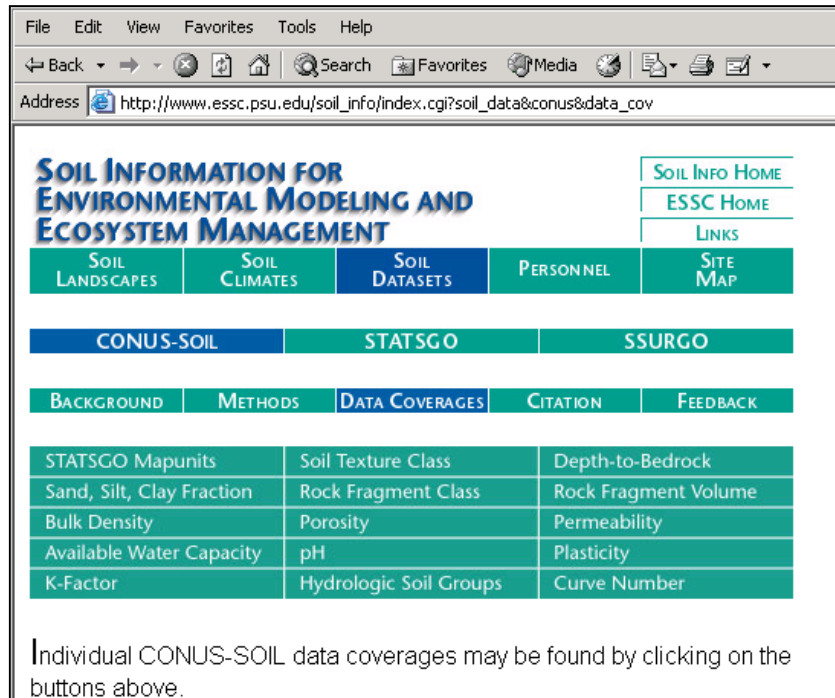 File Edit View Favorites Tools Help
Back Search Favorites Media
Address http://www.essc.psu.edu/soil_info/index.cgi?soil_data&conus&data_cov
SOIL INFORMATION FOR
ENVIRONMENTAL MODELING AND
ECOSYSTEM MANAGEMENT
SOIL INFO HOME
ESSC HOME
LINKS
SOIL LANDSCAPES SOIL CLIMATES SOIL DATASETS PERSONNEL SITE MAP
CONUS-SOIL STATSGO SSURGO
BACKGROUND METHODS DATA COVERAGES CITATION FEEDBACK
STATSGO Mapunits Soil Texture Class Depth-to-Bedrock
Sand, Silt, Clay Fraction Rock Fragment Class Rock Fragment Volume
Bulk Density Porosity Permeability
Available Water Capacity pH Plasticity
K-Factor Hydrologic Soil Groups Curve Number
Individual CONUS-SOIL data coverages may be found by clicking on the
buttons above.